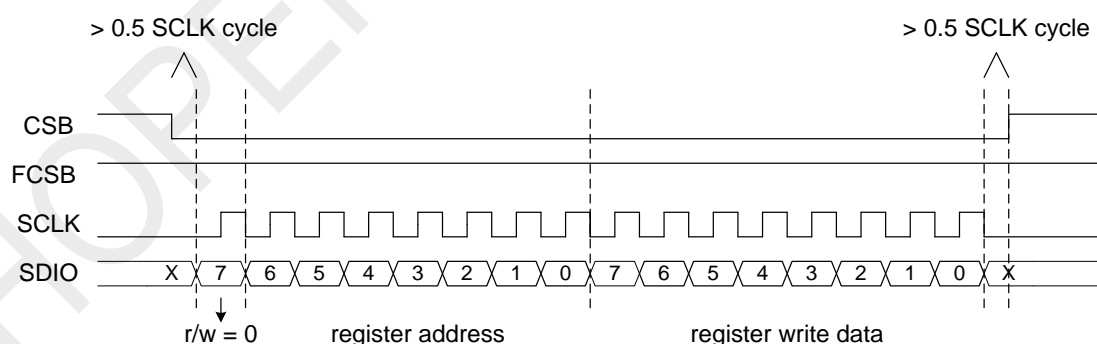 > 0.5 SCLK cycle > 0.5 SCLK cycle
CSB
FCSB
SCLK
SDIO X 7 6 5 4 3 2 1 0 7 6 5 4 3 2 1 0 X
r/w = 0 register address register write data